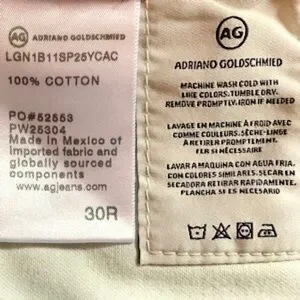 AG ADRIANO GOLDSCHMIED
LGN1B11SP25YCAC
100% COTTON
PO#52553
PW25304
Made in Mexico of
imported fabric and
globally sourced
components
www.agjeans.com
30R
AG
ADRIANO GOLDSCHMIED
MACHINE WASH COLD WITH
LIKE COLORS. TUMBLE DRY.
REMOVE PROMPTLY. IRON IF NEEDED
LAVAGE EN MACHINE À FROID AVEC
COMME COULEURS. SÈCHE-LINGE
À RETIRER PROMPTEMENT.
FER SI NÉCESSAIRE
LAVAR A MAQUINA CON AGUA FRIA.
CON COLORES SIMILARES. SECAR EN
SECADORA RETIRAR RAPIDAMENTE.
PLANCHA SI ES NECESARIO